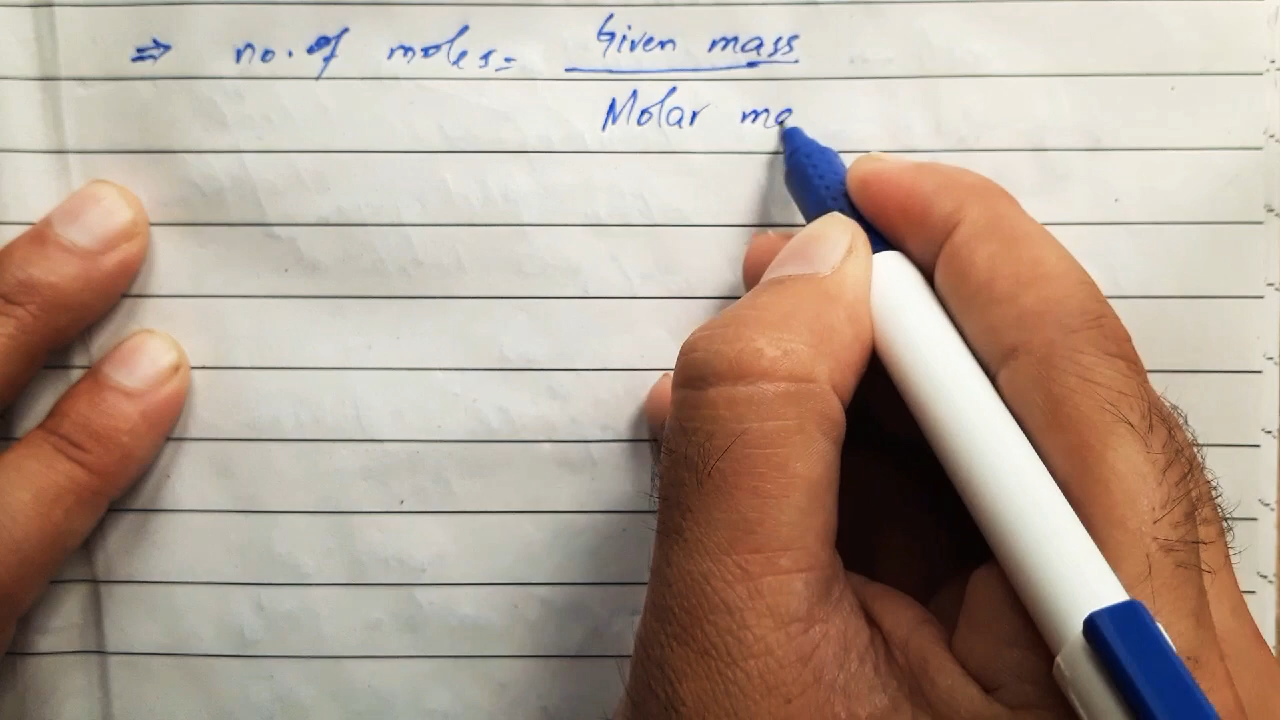 ⇒ no. of moles = Given mass
Molar ma